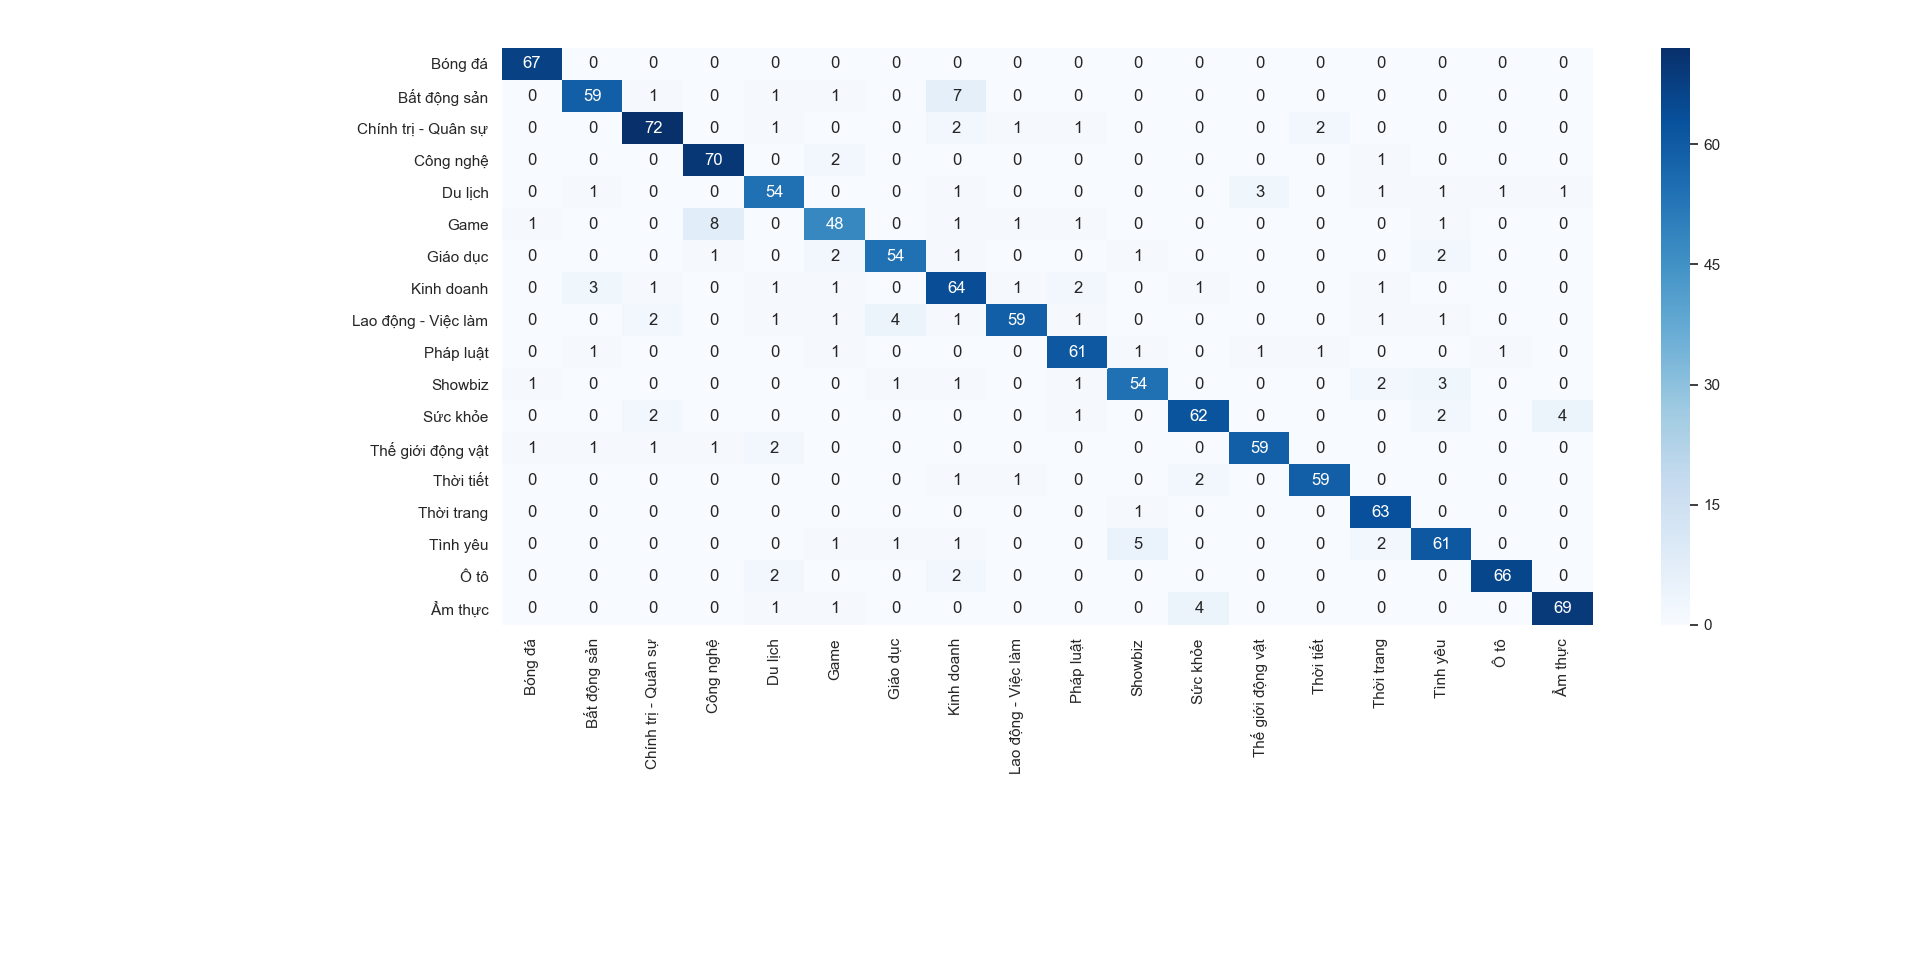 Bóng đá 67 0 0 0 0 0 0 0 0 0 0 0 0 0 0 0 0 0
Bất động sản 0 59 1 0 1 1 0 7 0 0 0 0 0 0 0 0 0 0
Chính trị - Quân sự 0 0 72 0 1 0 0 2 1 1 0 0 0 2 0 0 0 0
Công nghệ 0 0 0 70 0 2 0 0 0 0 0 0 0 0 1 0 0 0
60
Du lịch 0 1 0 0 54 0 0 1 0 0 0 0 3 0 1 1 1 1
Game 1 0 0 8 0 48 0 1 1 1 0 0 0 0 0 1 0 0
Giáo dục 0 0 0 1 0 2 54 1 0 0 1 0 0 0 0 2 0 0
45
Kinh doanh 0 3 1 0 1 1 0 64 1 2 0 1 0 0 1 0 0 0
Lao động - Việc làm 0 0 2 0 1 1 4 1 59 1 0 0 0 0 1 1 0 0
Pháp luật 0 1 0 0 0 1 0 0 0 61 1 0 1 1 0 0 1 0
Showbiz 1 0 0 0 0 0 1 1 0 1 54 0 0 0 2 3 0 0
30
Sức khỏe 0 0 2 0 0 0 0 0 0 1 0 62 0 0 0 2 0 4
Thế giới động vật 1 1 1 1 2 0 0 0 0 0 0 0 59 0 0 0 0 0
Thời tiết 0 0 0 0 0 0 0 1 1 0 0 2 0 59 0 0 0 0
15
Thời trang 0 0 0 0 0 0 0 0 0 0 1 0 0 0 63 0 0 0
Tình yêu 0 0 0 0 0 1 1 1 0 0 5 0 0 0 2 61 0 0
Ô tô 0 0 0 0 2 0 0 2 0 0 0 0 0 0 0 0 66 0
Ẩm thực 0 0 0 0 1 1 0 0 0 0 0 4 0 0 0 0 0 69
0
Bóng đá
Bất động sản
Chính trị - Quân sự
Công nghệ
Du lịch
Game
Giáo dục
Kinh doanh
Lao động - Việc làm
Pháp luật
Showbiz
Sức khỏe
Thế giới động vật
Thời tiết
Thời trang
Tình yêu
Ô tô
Ẩm thực